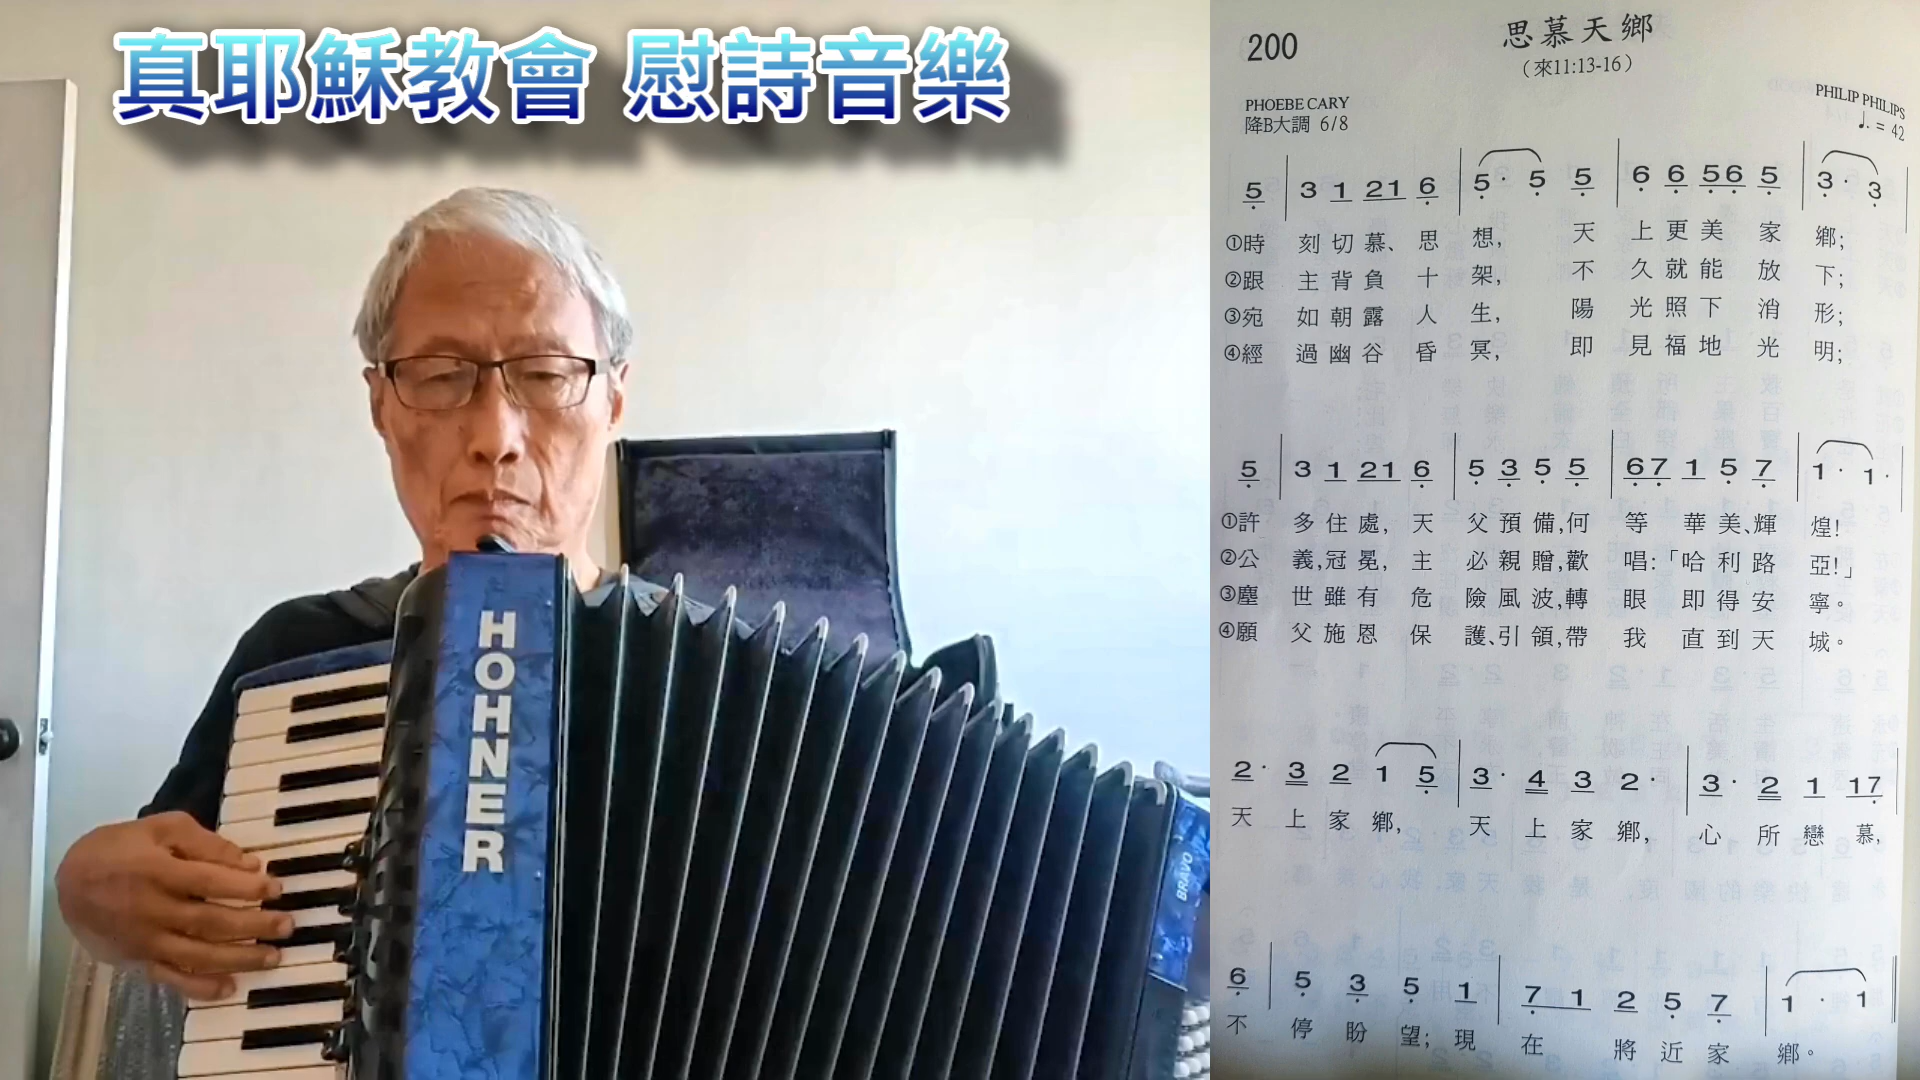 真耶穌教會 慰詩音樂
HOHNER
BRAVO
200
思慕天鄉
(來11:13-16)
PHOEBE CARY
降B大調 6/8
PHILIP PHILIPS
♩. = 42
5 | 3 1 21 6 | 5 · 5 5 | 6 6 56 5 | 3 · 3 |
①時 刻 切 慕、 思 想, 天 上 更 美 家 鄉;
②跟 主 背 負 十 架, 不 久 就 能 放 下;
③宛 如 朝 露 人 生, 陽 光 照 下 消 形;
④經 過 幽 谷 昏 冥, 即 見 福 地 光 明;
5 | 3 1 21 6 | 5 3 5 5 | 67 1 5 7 | 1 · 1 · |
①許 多 住 處, 天 父 預 備,何 等 華 美、輝 煌!
②公 義,冠 冕, 主 必 親 贈,歡 唱:「哈 利 路 亞!」
③塵 世 雖 有 危 險 風 波,轉 眼 即 得 安 寧。
④願 父 施 恩 保 護、引 領,帶 我 直 到 天 城。
2 · 3 2 1 5 | 3 · 4 3 2 · | 3 · 2 1 17 |
天 上 家 鄉, 天 上 家 鄉, 心 所 戀 慕,
6 | 5 3 5 1 | 7 1 2 5 7 | 1 · 1 ‖
不 停 盼 望; 現 在 將 近 家 鄉。